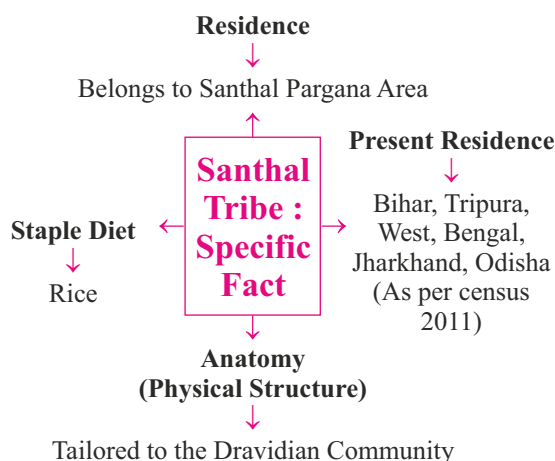 Residence
Belongs to Santhal Pargana Area
Santhal
Tribe :
Specific
Fact
Present Residence
Bihar, Tripura,
West, Bengal,
Jharkhand, Odisha
(As per census
2011)
Staple Diet
Rice
Anatomy
(Physical Structure)
Tailored to the Dravidian Community